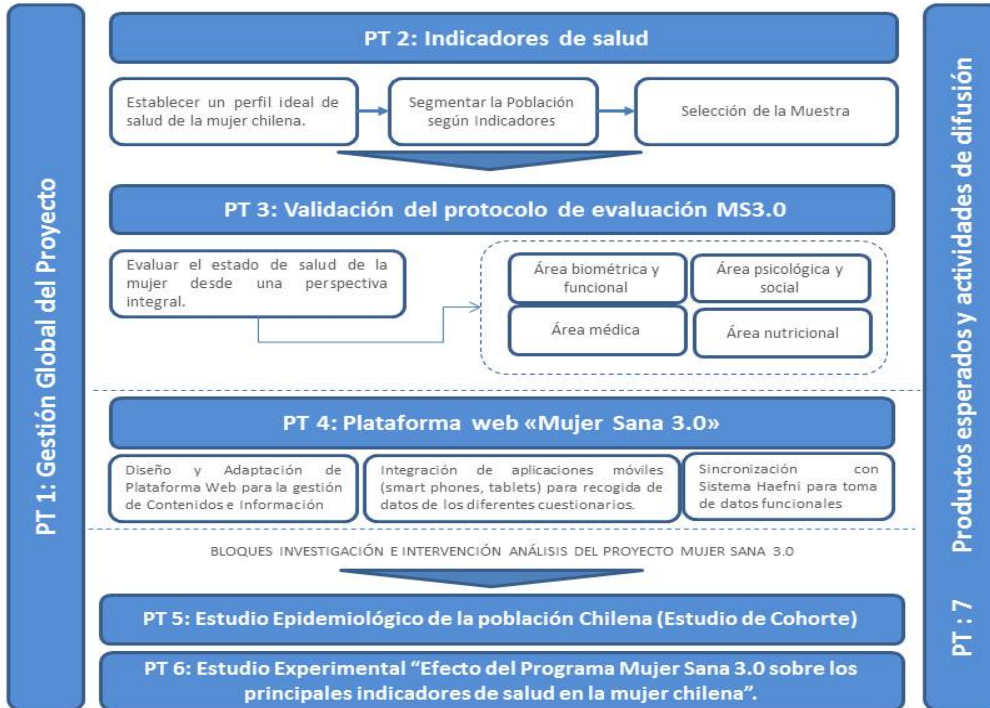 PT 1: Gestión Global del Proyecto
PT 2: Indicadores de salud
Establecer un perfil ideal de
salud de la mujer chilena.
Segmentar la Población
según Indicadores
Selección de la Muestra
PT 3: Validación del protocolo de evaluación MS3.0
Evaluar el estado de salud de la
mujer desde una perspectiva
integral.
Área biométrica y
funcional
Área psicológica y
social
Área médica
Área nutricional
PT 4: Plataforma web «Mujer Sana 3.0»
Diseño y Adaptación de
Plataforma Web para la gestión
de Contenidos e Información
Integración de aplicaciones móviles
(smart phones, tablets) para recogida de
datos de los diferentes cuestionarios.
Sincronización con
Sistema Haefni para toma
de datos funcionales
BLOQUES INVESTIGACIÓN E INTERVENCIÓN ANÁLISIS DEL PROYECTO MUJER SANA 3.0
PT 5: Estudio Epidemiológico de la población Chilena (Estudio de Cohorte)
PT 6: Estudio Experimental “Efecto del Programa Mujer Sana 3.0 sobre los
principales indicadores de salud en la mujer chilena”.
PT : 7 Productos esperados y actividades de difusión